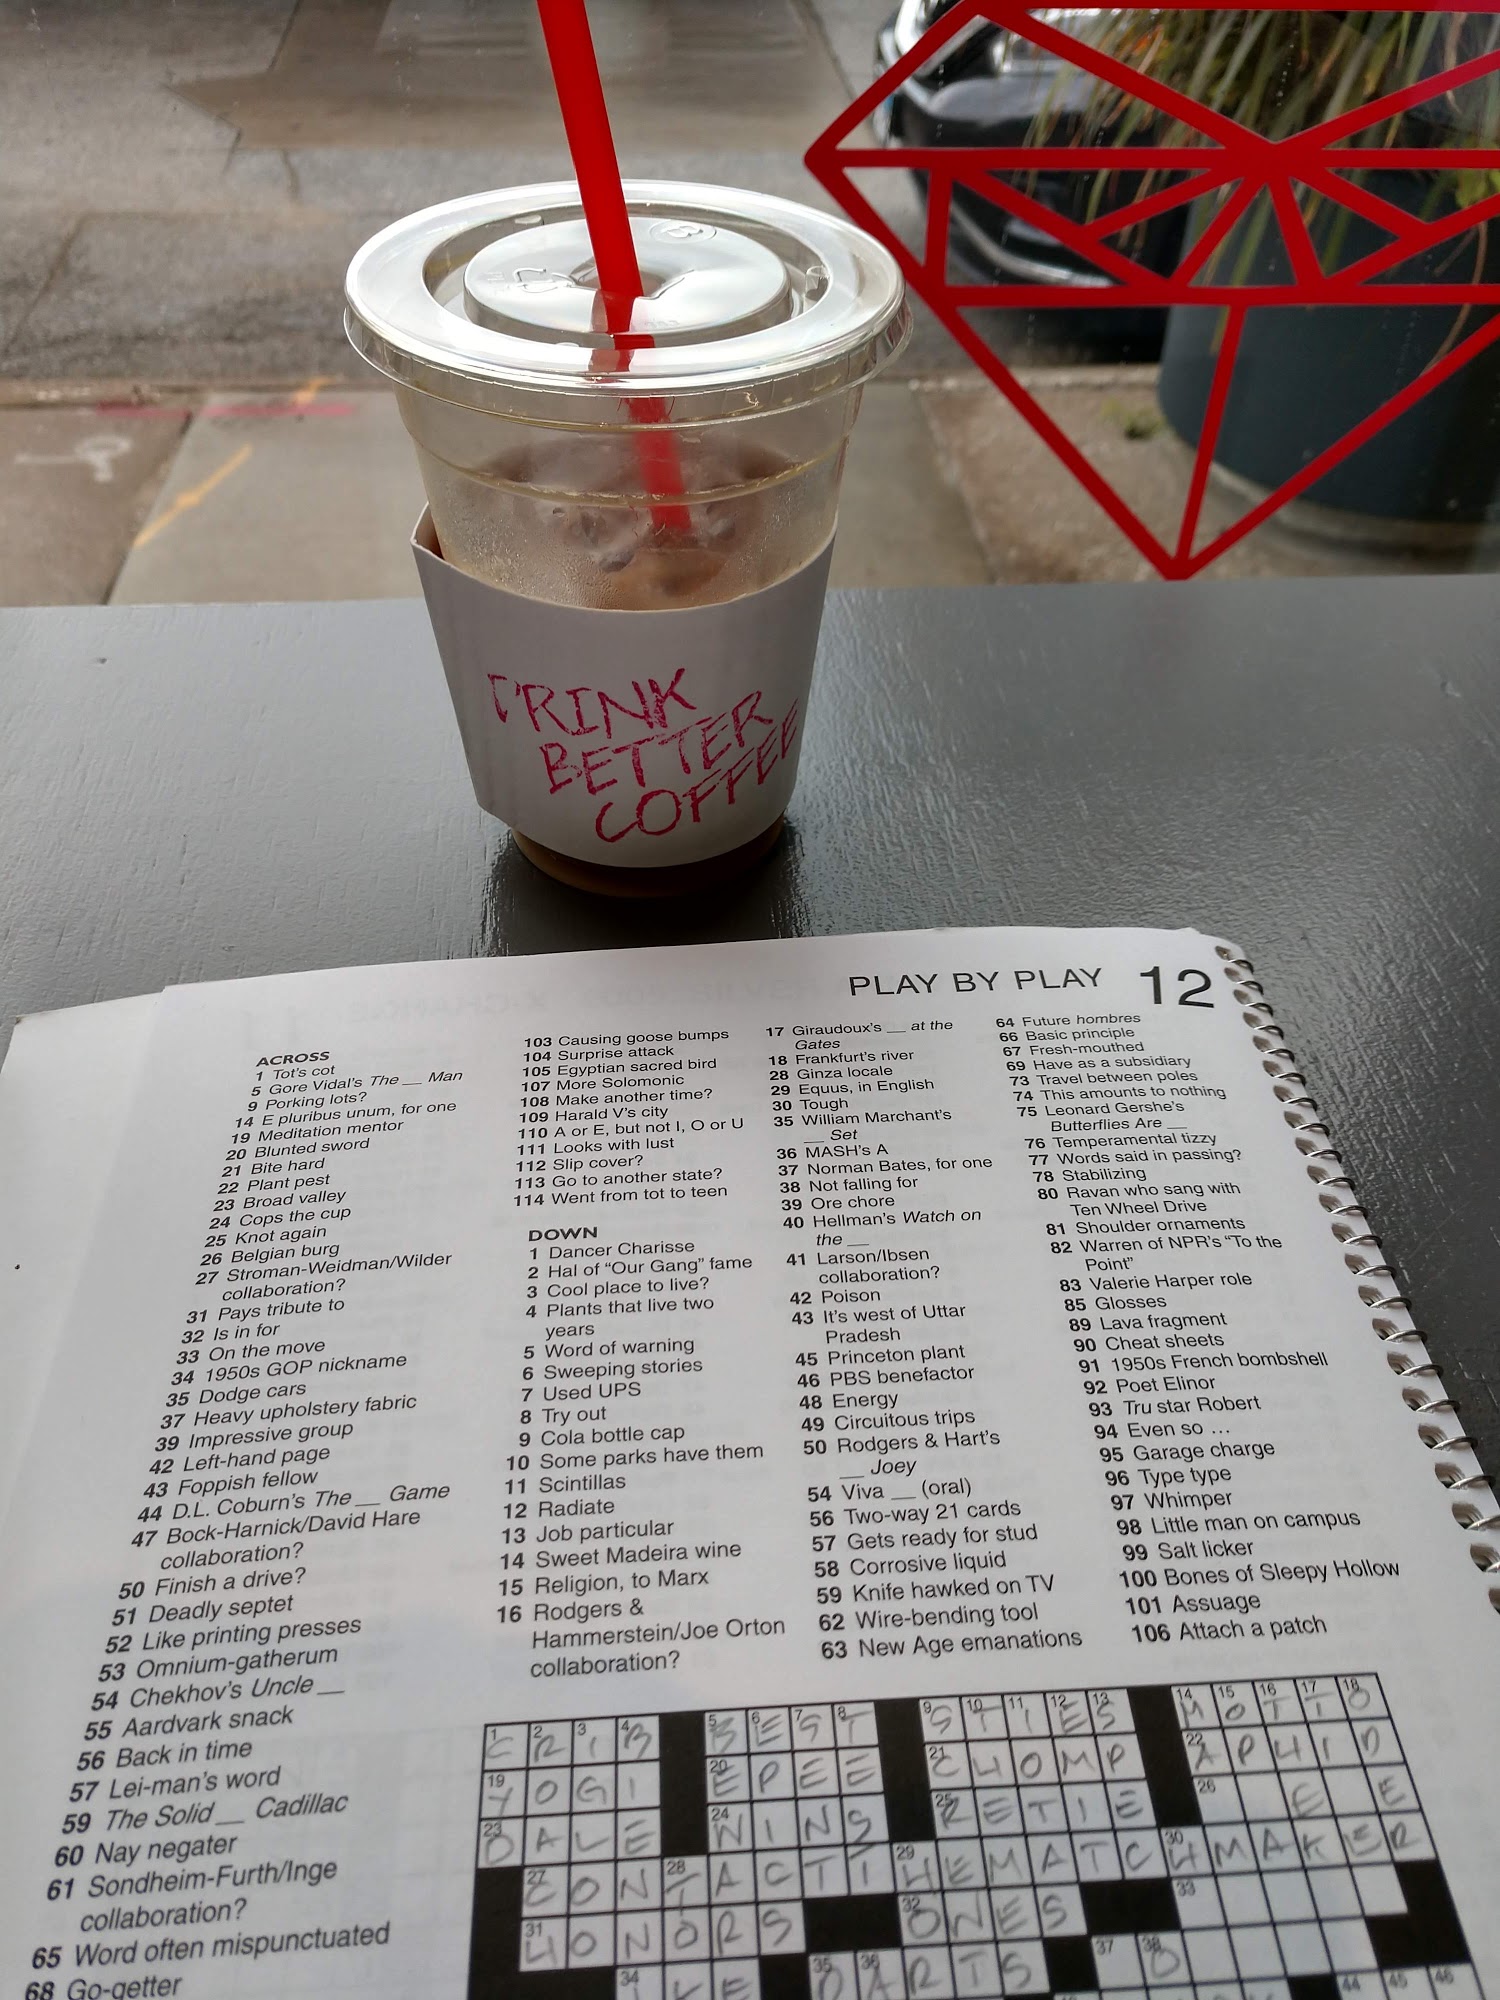 DRINK
BETTER
COFFEE
PLAY BY PLAY 12
ACROSS
1 Tot's cot
5 Gore Vidal's The __ Man
9 Porking lots?
14 E pluribus unum, for one
19 Meditation mentor
20 Blunted sword
21 Bite hard
22 Plant pest
23 Broad valley
24 Cops the cup
25 Knot again
26 Belgian burg
27 Stroman-Weidman/Wilder
collaboration?
31 Pays tribute to
32 Is in for
33 On the move
34 1950s GOP nickname
35 Dodge cars
37 Heavy upholstery fabric
39 Impressive group
42 Left-hand page
43 Foppish fellow
44 D.L. Coburn's The __ Game
47 Bock-Harnick/David Hare
collaboration?
50 Finish a drive?
51 Deadly septet
52 Like printing presses
53 Omnium-gatherum
54 Chekhov's Uncle __
55 Aardvark snack
56 Back in time
57 Lei-man's word
59 The Solid __ Cadillac
60 Nay negater
61 Sondheim-Furth/Inge
collaboration?
65 Word often mispunctuated
68 Go-getter
103 Causing goose bumps
104 Surprise attack
105 Egyptian sacred bird
107 More Solomonic
108 Make another time?
109 Harald V's city
110 A or E, but not I, O or U
111 Looks with lust
112 Slip cover?
113 Go to another state?
114 Went from tot to teen
DOWN
1 Dancer Charisse
2 Hal of "Our Gang" fame
3 Cool place to live?
4 Plants that live two
years
5 Word of warning
6 Sweeping stories
7 Used UPS
8 Try out
9 Cola bottle cap
10 Some parks have them
11 Scintillas
12 Radiate
13 Job particular
14 Sweet Madeira wine
15 Religion, to Marx
16 Rodgers &
Hammerstein/Joe Orton
collaboration?
17 Giraudoux's __ at the
Gates
18 Frankfurt's river
28 Ginza locale
29 Equus, in English
30 Tough
35 William Marchant's
__ Set
36 MASH's A
37 Norman Bates, for one
38 Not falling for
39 Ore chore
40 Hellman's Watch on
the __
41 Larson/Ibsen
collaboration?
42 Poison
43 It's west of Uttar
Pradesh
45 Princeton plant
46 PBS benefactor
48 Energy
49 Circuitous trips
50 Rodgers & Hart's
__ Joey
54 Viva __ (oral)
56 Two-way 21 cards
57 Gets ready for stud
58 Corrosive liquid
59 Knife hawked on TV
62 Wire-bending tool
63 New Age emanations
64 Future hombres
66 Basic principle
67 Fresh-mouthed
69 Have as a subsidiary
73 Travel between poles
74 This amounts to nothing
75 Leonard Gershe's
Butterflies Are __
76 Temperamental tizzy
77 Words said in passing?
78 Stabilizing
80 Ravan who sang with
Ten Wheel Drive
81 Shoulder ornaments
82 Warren of NPR's "To the
Point"
83 Valerie Harper role
85 Glosses
89 Lava fragment
90 Cheat sheets
91 1950s French bombshell
92 Poet Elinor
93 Tru star Robert
94 Even so ...
95 Garage charge
96 Type type
97 Whimper
98 Little man on campus
99 Salt licker
100 Bones of Sleepy Hollow
101 Assuage
106 Attach a patch
CRIB BEST STIES MOTTO
YOGI EPEE CHOMP APHID
DALE WINS RETIE E E
CONTACTTHEMATCHMAKER
HONORS ONES
DARTS O